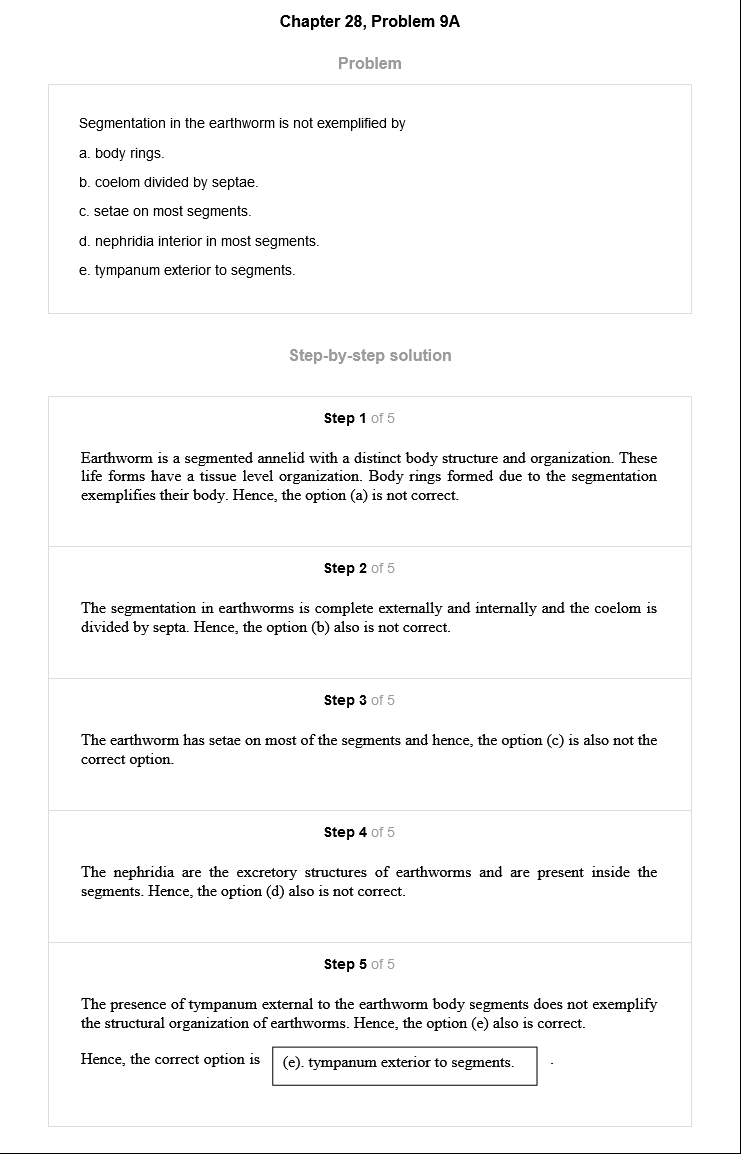 Chapter 28, Problem 9A
Problem
Segmentation in the earthworm is not exemplified by
a. body rings.
b. coelom divided by septae.
c. setae on most segments.
d. nephridia interior in most segments.
e. tympanum exterior to segments.
Step-by-step solution
Step 1 of 5
Earthworm is a segmented annelid with a distinct body structure and organization. These
life forms have a tissue level organization. Body rings formed due to the segmentation
exemplifies their body. Hence, the option (a) is not correct.
Step 2 of 5
The segmentation in earthworms is complete externally and internally and the coelom is
divided by septa. Hence, the option (b) also is not correct.
Step 3 of 5
The earthworm has setae on most of the segments and hence, the option (c) is also not the
correct option.
Step 4 of 5
The nephridia are the excretory structures of earthworms and are present inside the
segments. Hence, the option (d) also is not correct.
Step 5 of 5
The presence of tympanum external to the earthworm body segments does not exemplify
the structural organization of earthworms. Hence, the option (e) also is correct.
Hence, the correct option is (e). tympanum exterior to segments. .